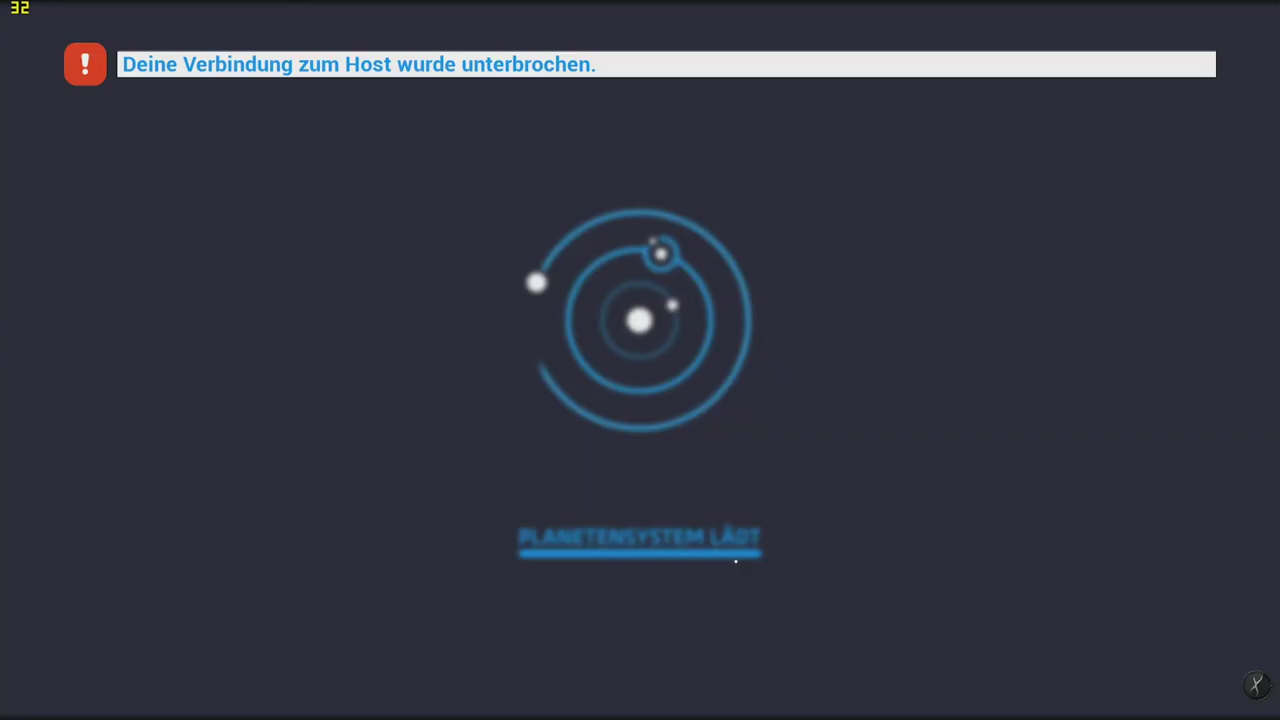 32
Deine Verbindung zum Host wurde unterbrochen.
PLANETENSYSTEM LÄDT